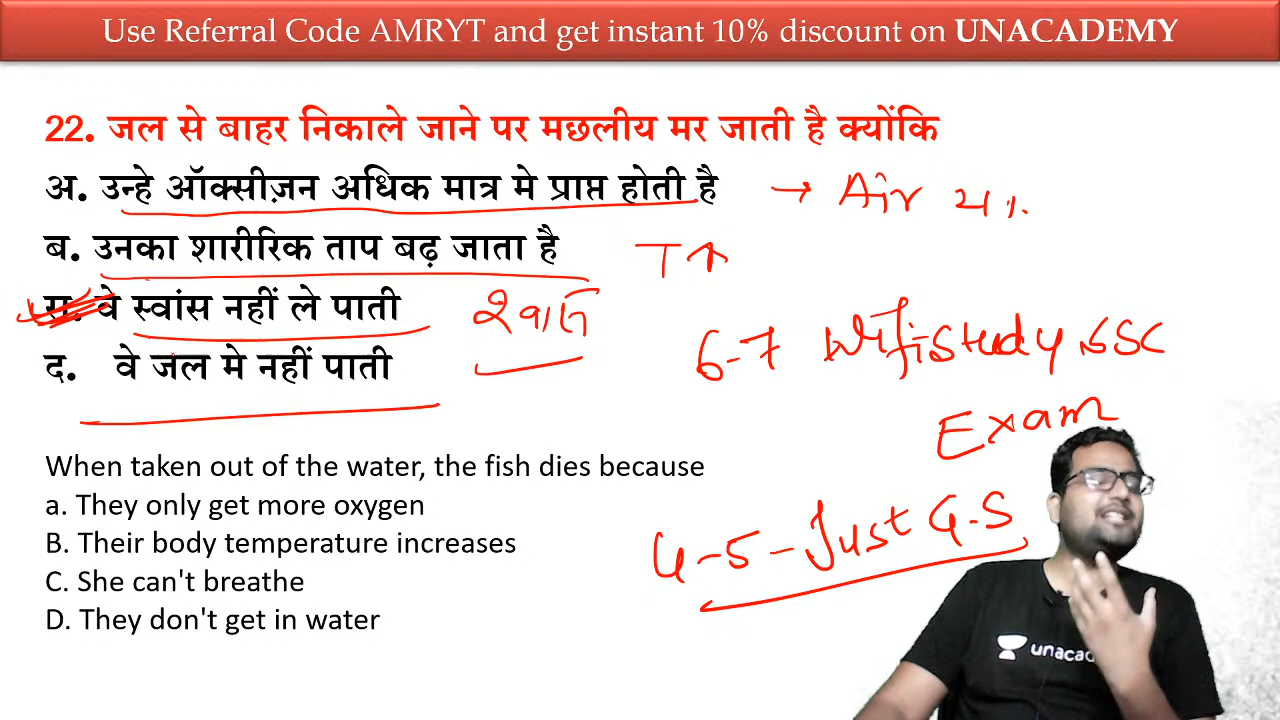 Use Referral Code AMRYT and get instant 10% discount on UNACADEMY
22. जल से बाहर निकाले जाने पर मछलीय मर जाती है क्योंकि
अ. उन्हे ऑक्सीज़न अधिक मात्र मे प्राप्त होती है
→ Air
ब. उनका शारीरिक ताप बढ़ जाता है
T↑
स. वे स्वांस नहीं ले पाती
6-7 Wifistudy SSC
द. वे जल मे नहीं पाती
Exam
When taken out of the water, the fish dies because
a. They only get more oxygen
B. Their body temperature increases
C. She can't breathe
D. They don't get in water
4-5-Just G.S
unacad